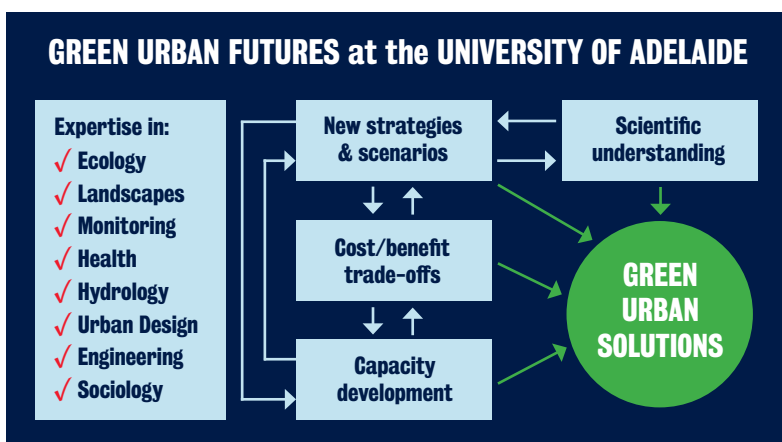 GREEN URBAN FUTURES at the UNIVERSITY OF ADELAIDE
Expertise in:
Ecology
Landscapes
Monitoring
Health
Hydrology
Urban Design
Engineering
Sociology
New strategies
& scenarios
Scientific
understanding
Cost/benefit
trade-offs
Capacity
development
GREEN
URBAN
SOLUTIONS